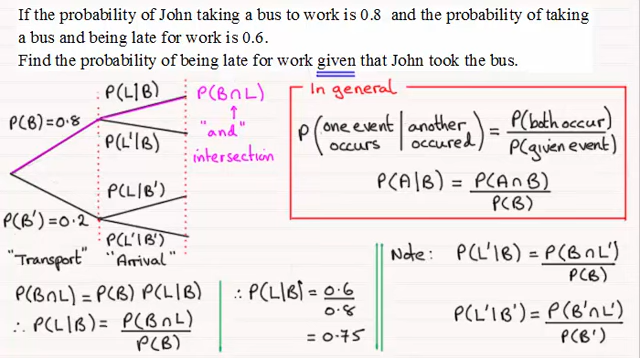 If the probability of John taking a bus to work is 0.8 and the probability of taking
a bus and being late for work is 0.6.
Find the probability of being late for work given that John took the bus.
P(L|B)
P(B∩L)
P(B)=0.8
P(L'|B)
"and"
intersection
P(L|B')
P(B')=0.2
P(L'|B')
"Transport" "Arrival"
In general
P(one event occurs | another occured) = P(both occur) / P(given event)
P(A|B) = P(A∩B) / P(B)
P(B∩L) = P(B) P(L|B)
∴ P(L|B) = P(B∩L) / P(B)
∴ P(L|B) = 0.6 / 0.8
= 0.75
Note: P(L'|B) = P(B∩L') / P(B)
P(L'|B') = P(B'∩L') / P(B')